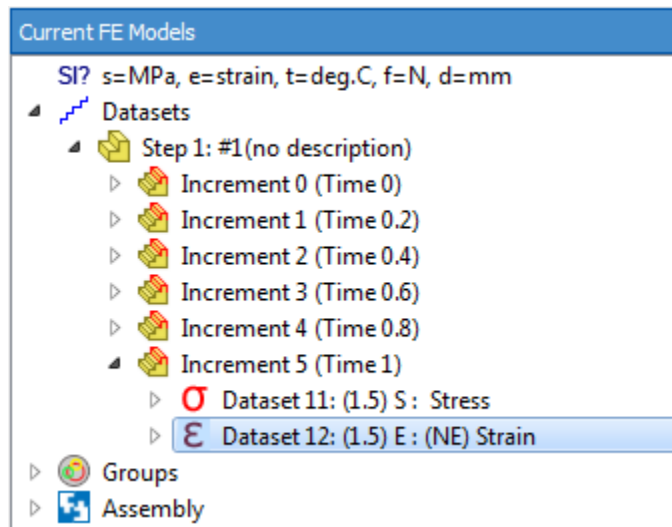 Current FE Models
SI? s=MPa, e=strain, t=deg.C, f=N, d=mm
Datasets
Step 1: #1(no description)
Increment 0 (Time 0)
Increment 1 (Time 0.2)
Increment 2 (Time 0.4)
Increment 3 (Time 0.6)
Increment 4 (Time 0.8)
Increment 5 (Time 1)
σ Dataset 11: (1.5) S : Stress
ε Dataset 12: (1.5) E : (NE) Strain
Groups
Assembly